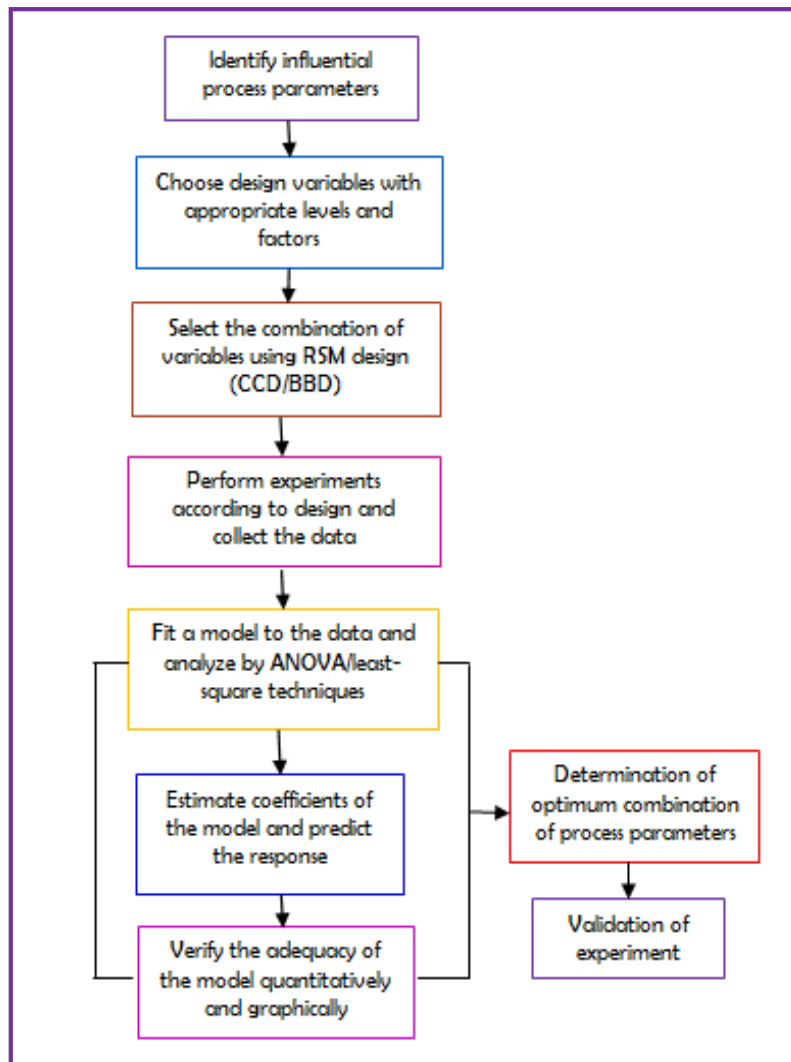 Identify influential
process parameters
Choose design variables with
appropriate levels and
factors
Select the combination of
variables using RSM design
(CCD/BBD)
Perform experiments
according to design and
collect the data
Fit a model to the data and
analyze by ANOVA/least-
square techniques
Estimate coefficients of
the model and predict
the response
Verify the adequacy of
the model quantitatively
and graphically
Determination of
optimum combination
of process parameters
Validation of
experiment